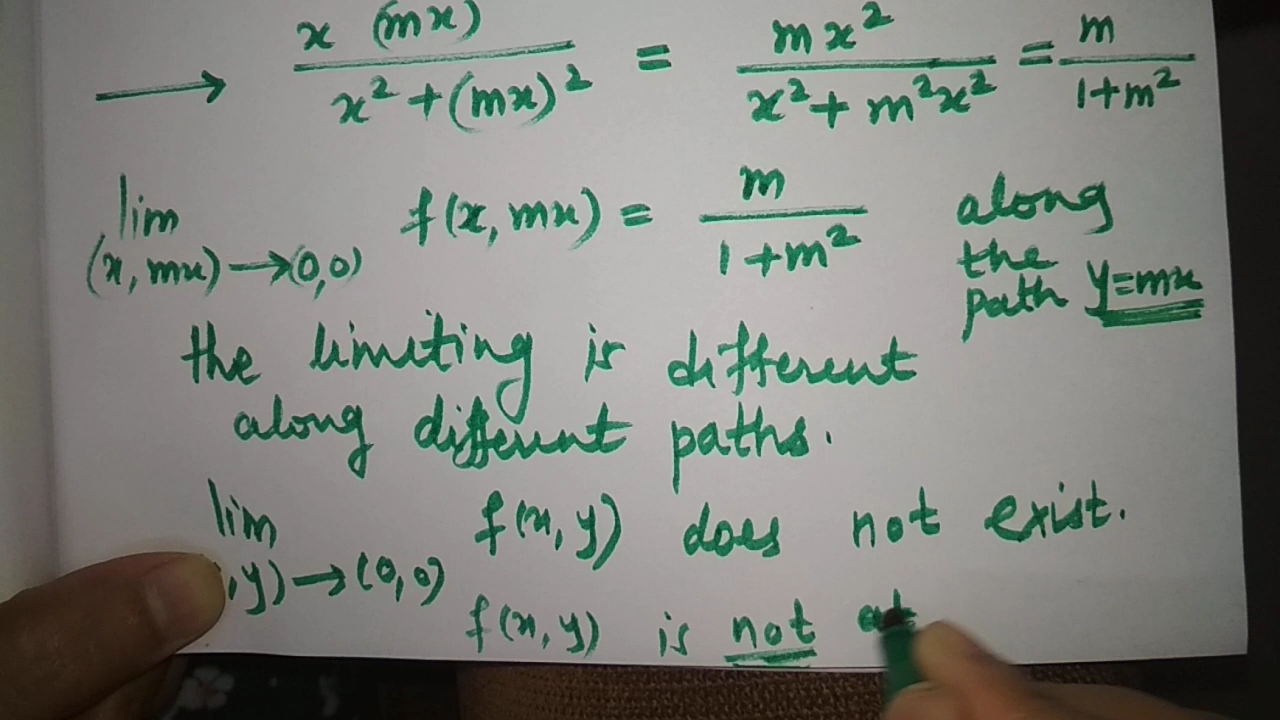 ⟶ x (mx) / x² + (mx)² = mx² / x² + m²x² = m / 1+m²
lim (x, mx)⟶(0,0) f(x, mx) = m / 1+m² along the path y=mx
the limiting is different
along different paths.
lim ,y)⟶(0,0) f(x,y) does not exist.
f(x,y) is not